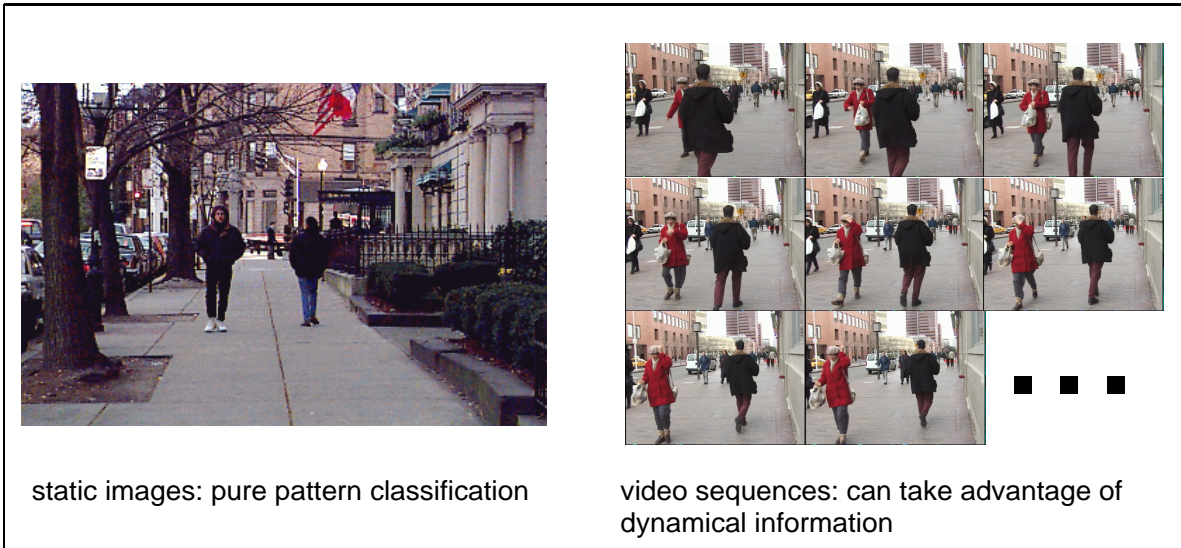 static images: pure pattern classification
video sequences: can take advantage of
dynamical information